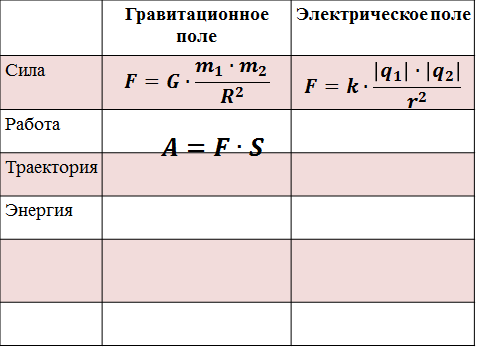 Гравитационное поле
Электрическое поле
Сила
F = G · m₁ · m₂ / R²
F = k · |q₁| · |q₂| / r²
Работа
A = F · S
Траектория
Энергия